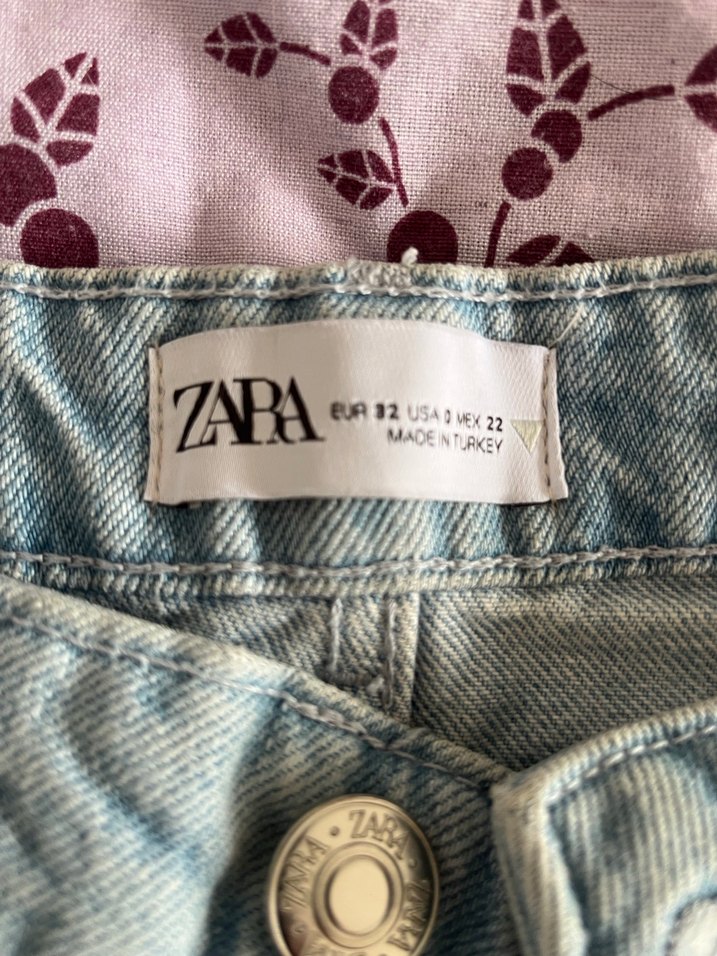 ZARA
EUR 32 USA 0 MEX 22
MADE IN TURKEY
ZARA · ZARA ·